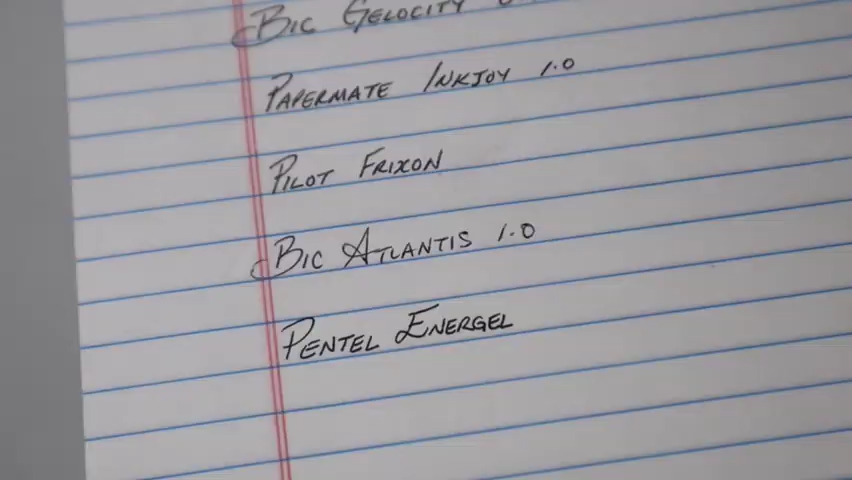 BIC GELOCITY
PAPERMATE INKJOY 1.0
PILOT FRIXON
BIC ATLANTIS 1.0
PENTEL ENERGEL